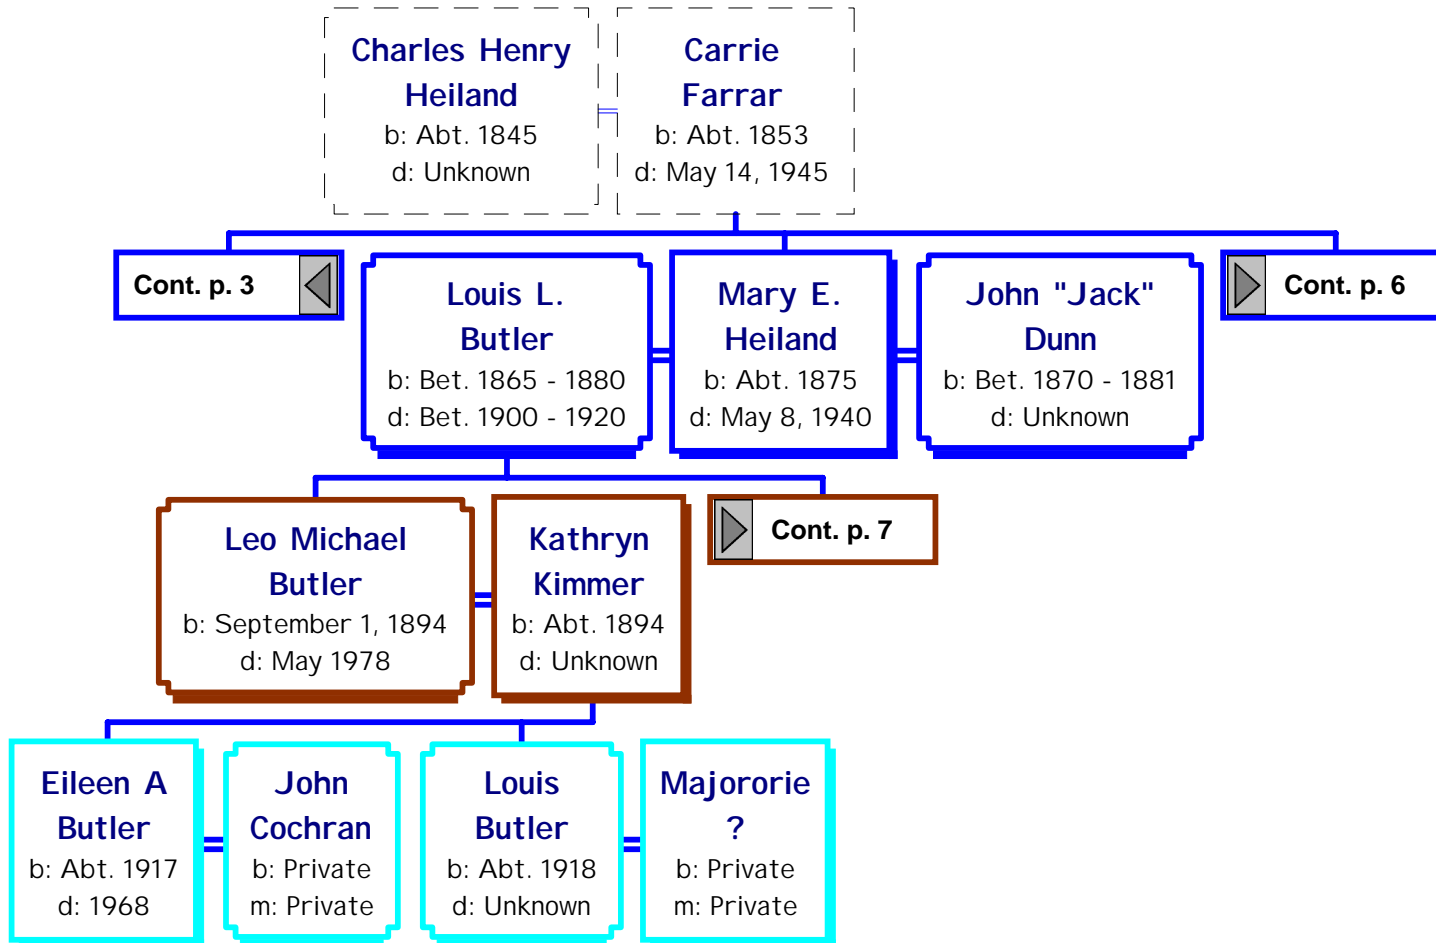 Charles Henry
Heiland
b: Abt. 1845
d: Unknown
Carrie
Farrar
b: Abt. 1853
d: May 14, 1945
Cont. p. 3
Louis L.
Butler
b: Bet. 1865 - 1880
d: Bet. 1900 - 1920
Mary E.
Heiland
b: Abt. 1875
d: May 8, 1940
John "Jack"
Dunn
b: Bet. 1870 - 1881
d: Unknown
Cont. p. 6
Leo Michael
Butler
b: September 1, 1894
d: May 1978
Kathryn
Kimmer
b: Abt. 1894
d: Unknown
Cont. p. 7
Eileen A
Butler
b: Abt. 1917
d: 1968
John
Cochran
b: Private
m: Private
Louis
Butler
b: Abt. 1918
d: Unknown
Majororie
?
b: Private
m: Private